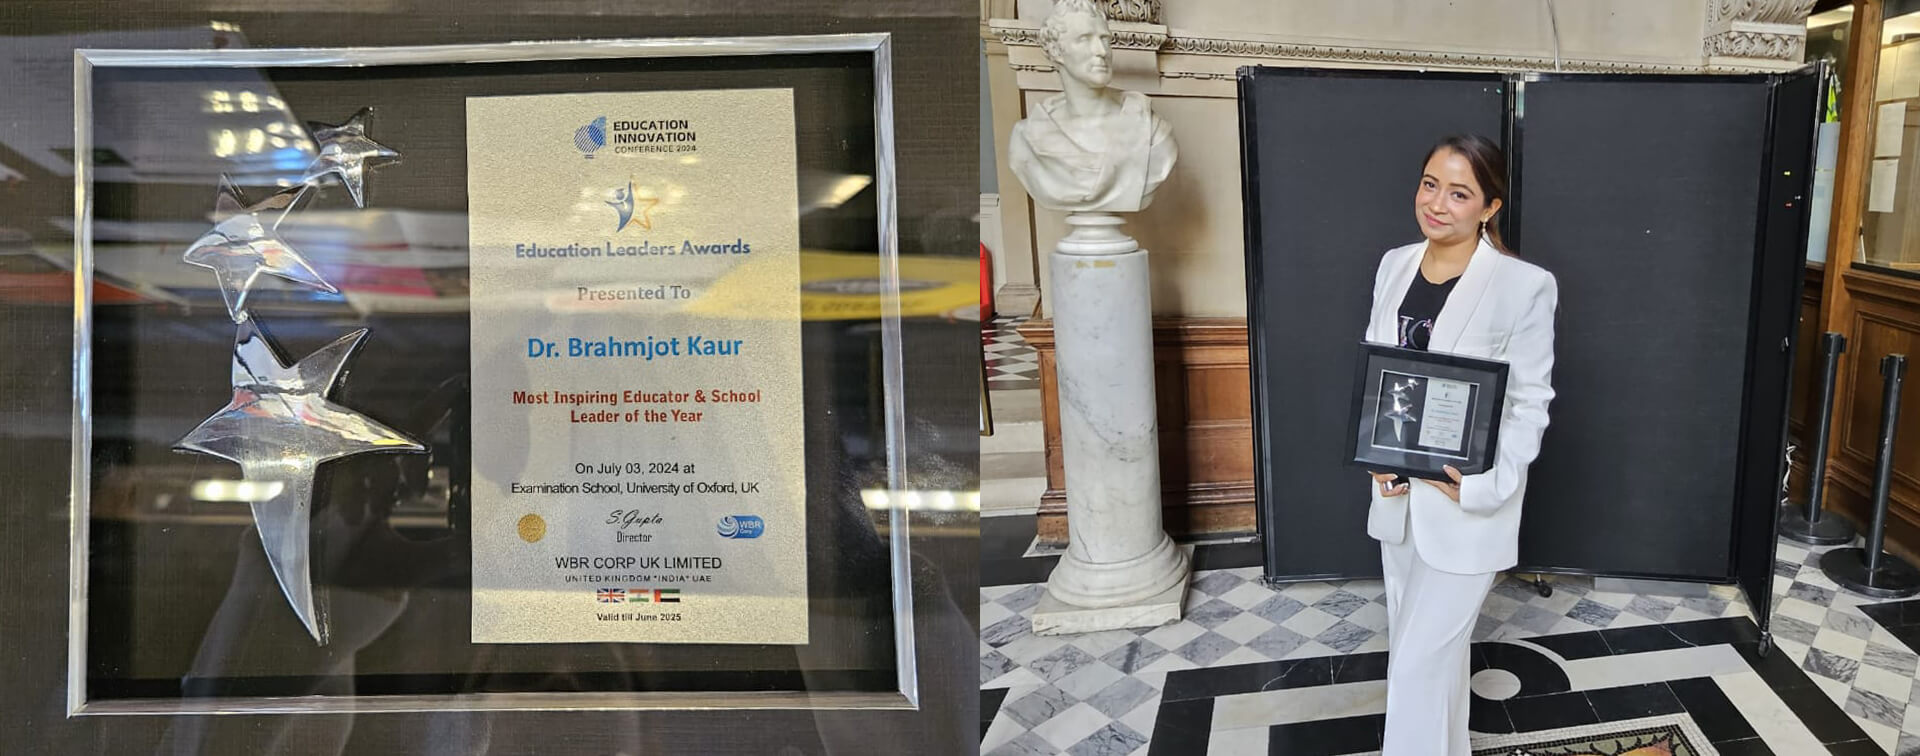 EDUCATION
INNOVATION
CONFERENCE 2024
Education Leaders Awards
Presented To
Dr. Brahmjot Kaur
Most Inspiring Educator & School
Leader of the Year
On July 03, 2024 at
Examination School, University of Oxford, UK
S.Gupta
Director
WBR
Corp
WBR CORP UK LIMITED
UNITED KINGDOM *INDIA* UAE
Valid till June 2025